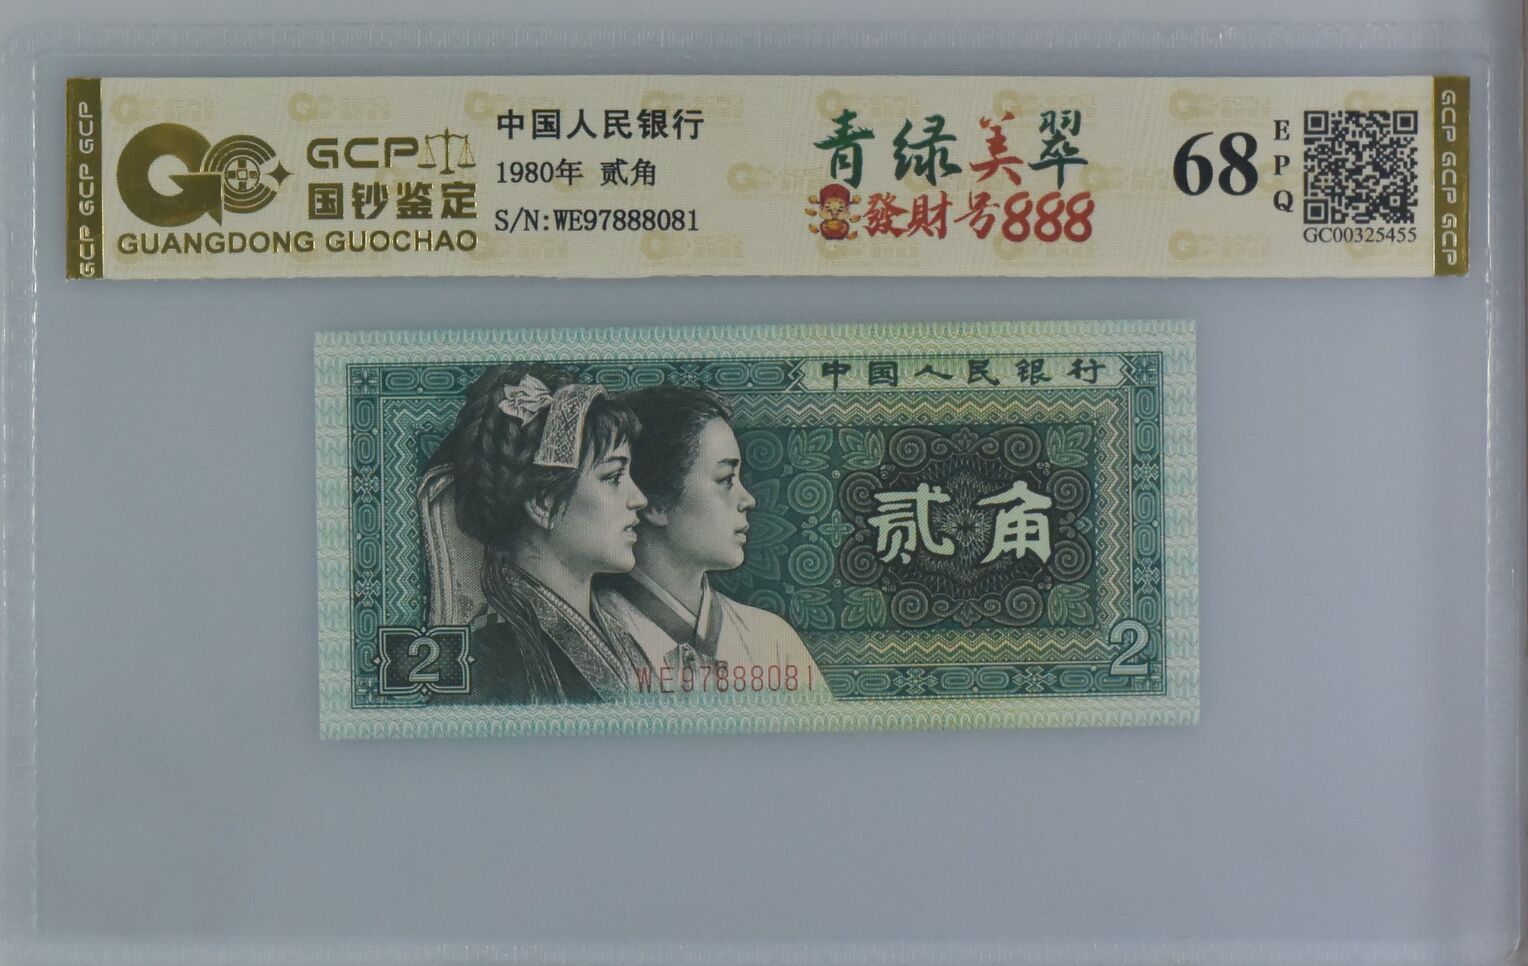 GCP GCP GCP
GCP
国钞鉴定
GUANGDONG GUOCHAO
中国人民银行
1980年 贰角
S/N:WE97888081
青绿美翠
發財号888
68
EPQ
GC00325455
GCP GCP GCP
中国人民银行
贰角
2
2
WE97888081